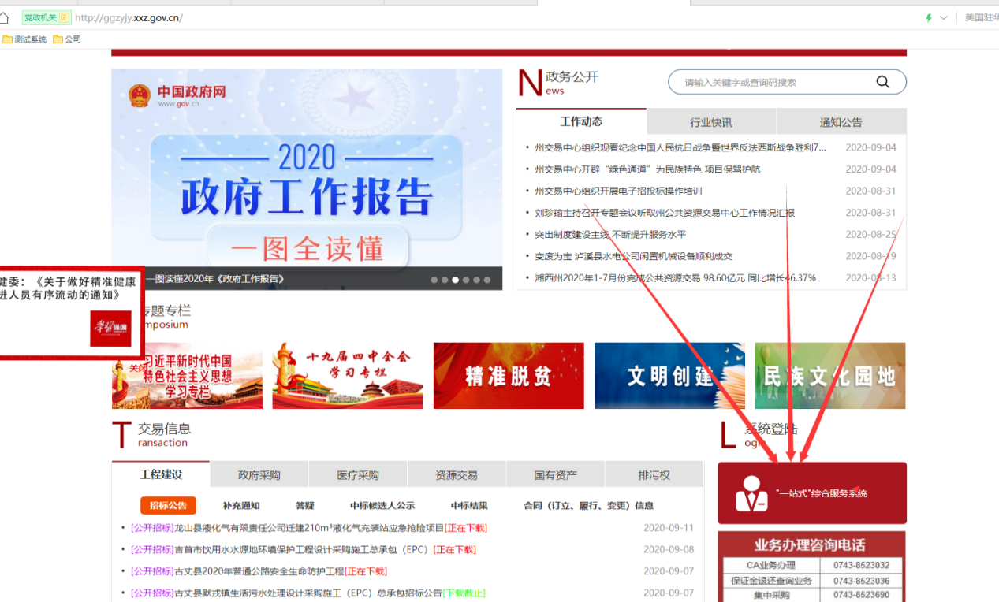 党政机关 证 http://ggzyjy.xxz.gov.cn/
美国驻华
测试系统 公司
中国政府网
www.gov.cn
2020
政府工作报告
一图全读懂
一图读懂2020年《政府工作报告》
政务公开
News
请输入关键字或查询码搜索
工作动态 行业快讯 通知公告
• 州交易中心组织观看纪念中国人民抗日战争暨世界反法西斯战争胜利7... 2020-09-04
• 州交易中心开辟“绿色通道”为民族特色 项目保驾护航 2020-09-04
• 州交易中心组织开展电子招投标操作培训 2020-08-31
• 刘珍瑜主持召开专题会议听取州公共资源交易中心工作情况汇报 2020-08-31
• 突出制度建设主线 不断提升服务水平 2020-08-25
• 变废为宝 泸溪县水电公司闲置机械设备顺利成交 2020-08-19
• 湘西州2020年1-7月份完成公共资源交易 98.60亿元 同比增长46.37% 2020-08-13
健委：《关于做好精准健康
进人员有序流动的通知》
学习强国
关闭
专题专栏
mposium
习近平新时代中国
特色社会主义思想
学习专栏
十九届四中全会
学习专栏
精准脱贫
文明创建
民族文化园地
交易信息
Transaction
工程建设 政府采购 医疗采购 资源交易 国有资产 排污权
招标公告 补充通知 答疑 中标候选人公示 中标结果 合同（订立、履行、变更）信息
• [公开招标]龙山县液化气有限责任公司迁建210m³液化气充装站应急抢险项目[正在下载] 2020-09-11
• [公开招标]吉首市饮用水水源地环境保护工程设计采购施工总承包（EPC）[正在下载] 2020-09-08
• [公开招标]古丈县2020年普通公路安全生命防护工程[正在下载] 2020-09-07
• [公开招标]古丈县默戎镇生活污水处理设计采购施工（EPC）总承包招标公告[下载截止] 2020-09-07
系统登陆
Login
“一站式”综合服务系统
业务办理咨询电话
CA业务办理 0743-8523032
保证金退还查询业务 0743-8523036
集中采购 0743-8523690